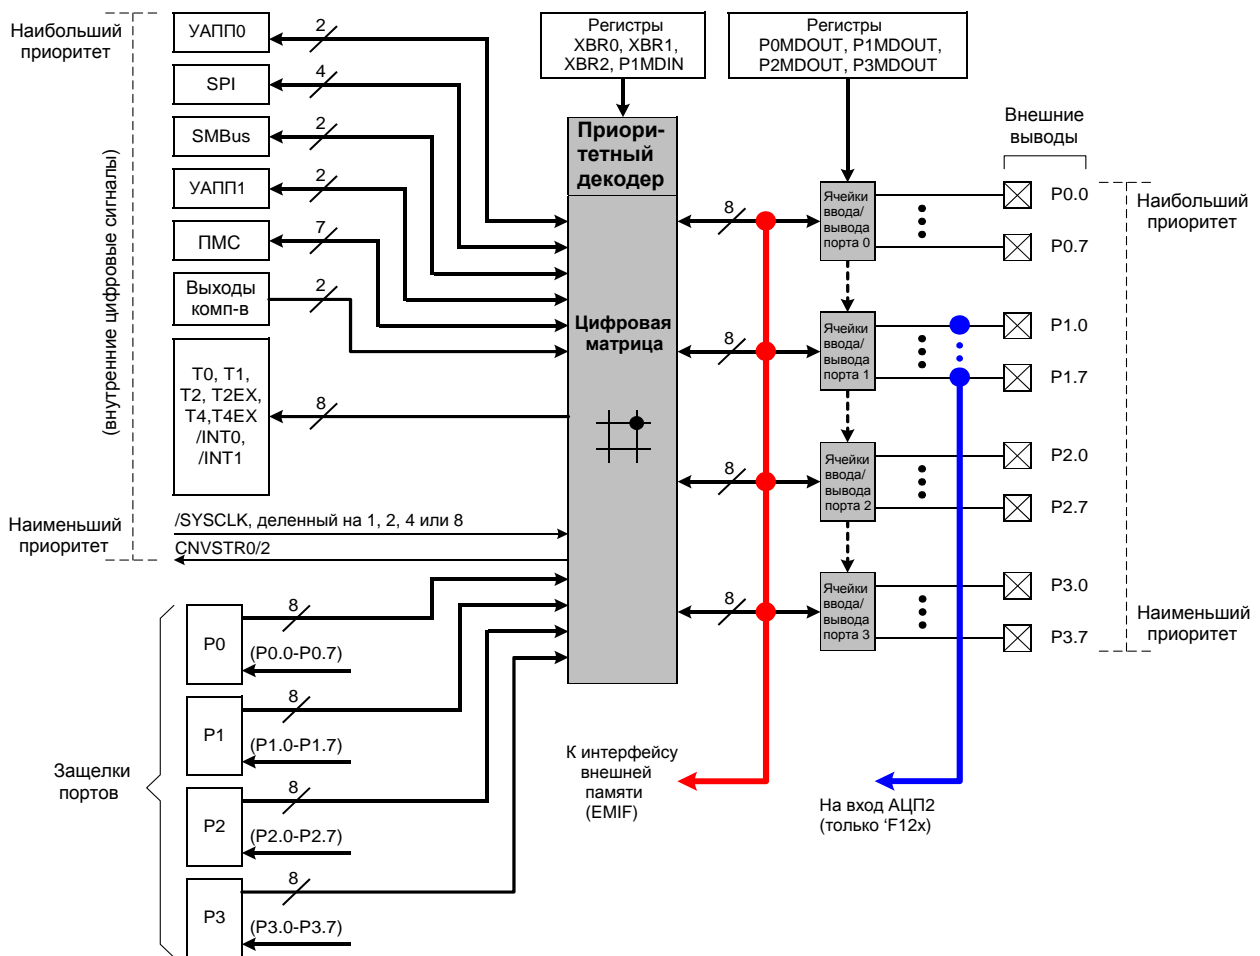 Наибольший
приоритет
(внутренние цифровые сигналы)
Наименьший
приоритет
УАПП0
2
SPI
4
SMBus
2
УАПП1
2
ПМС
7
Выходы
комп-в
2
T0, T1,
T2, T2EX,
T4,T4EX
/INT0,
/INT1
8
/SYSCLK, деленный на 1, 2, 4 или 8
CNVSTR0/2
Защелки
портов
P0
8
(P0.0-P0.7)
P1
8
(P1.0-P1.7)
P2
8
(P2.0-P2.7)
P3
8
(P3.0-P3.7)
Регистры
XBR0, XBR1,
XBR2, P1MDIN
Приори-
тетный
декодер
Цифровая
матрица
Регистры
P0MDOUT, P1MDOUT,
P2MDOUT, P3MDOUT
8
8
8
8
Ячейки
ввода/
вывода
порта 0
Ячейки
ввода/
вывода
порта 1
Ячейки
ввода/
вывода
порта 2
Ячейки
ввода/
вывода
порта 3
Внешние
выводы
P0.0
P0.7
P1.0
P1.7
P2.0
P2.7
P3.0
P3.7
Наибольший
приоритет
Наименьший
приоритет
К интерфейсу
внешней
памяти
(EMIF)
На вход АЦП2
(только ‘F12x)